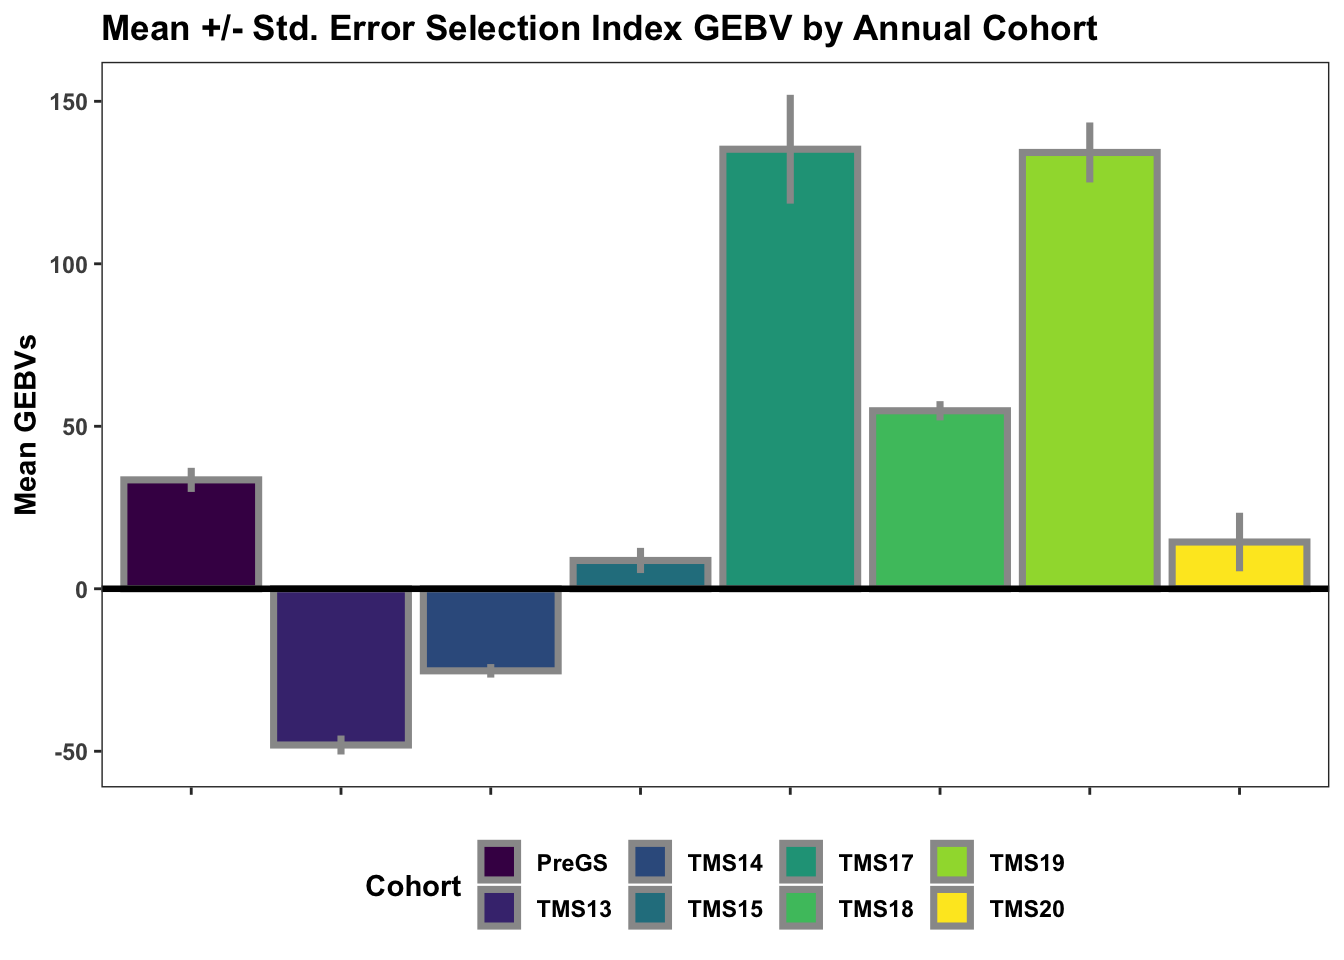 Mean +/- Std. Error Selection Index GEBV by Annual Cohort
150
100
50
0
-50
Mean GEBVs
Cohort
PreGS
TMS14
TMS17
TMS19
TMS13
TMS15
TMS18
TMS20